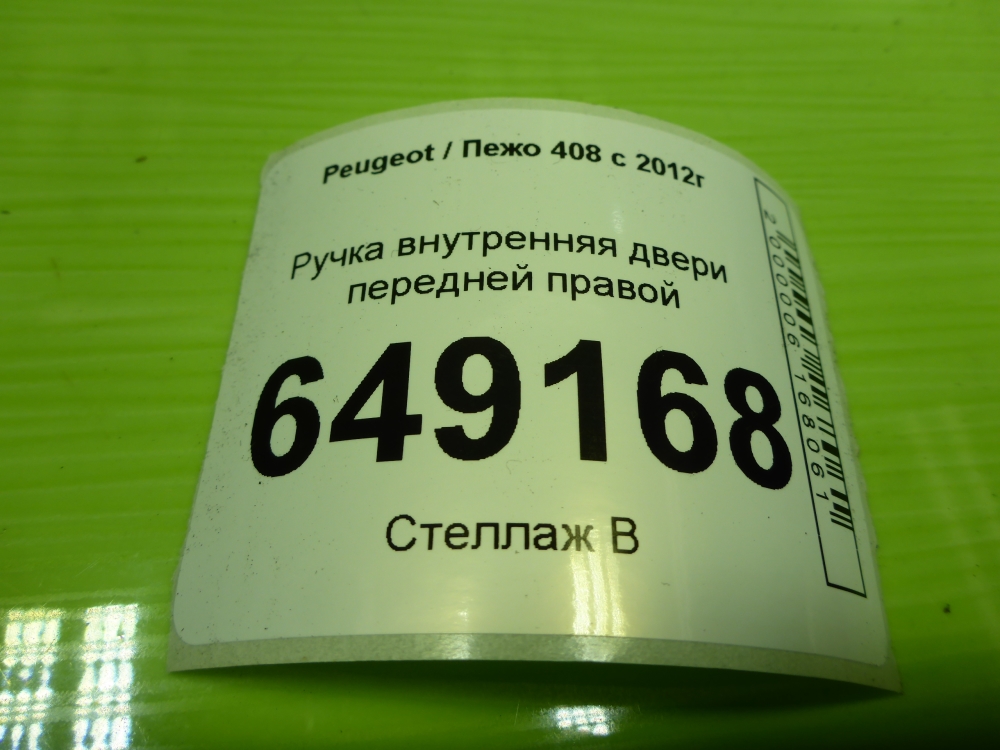 Peugeot / Пежо 408 с 2012г
Ручка внутренняя двери
передней правой
649168
Стеллаж В
2000006168061